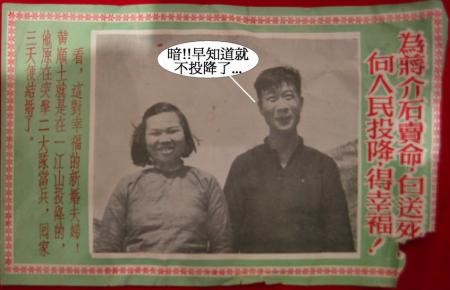 為蔣介石賣命·白送死，
向人民投降·得幸福！
暗!!早知道就
不投降了...
看，這對幸福的新婚夫婦！
黃順土就是在一江山投降的，
他原在突擊二大隊當兵，回家
三天便結婚了。